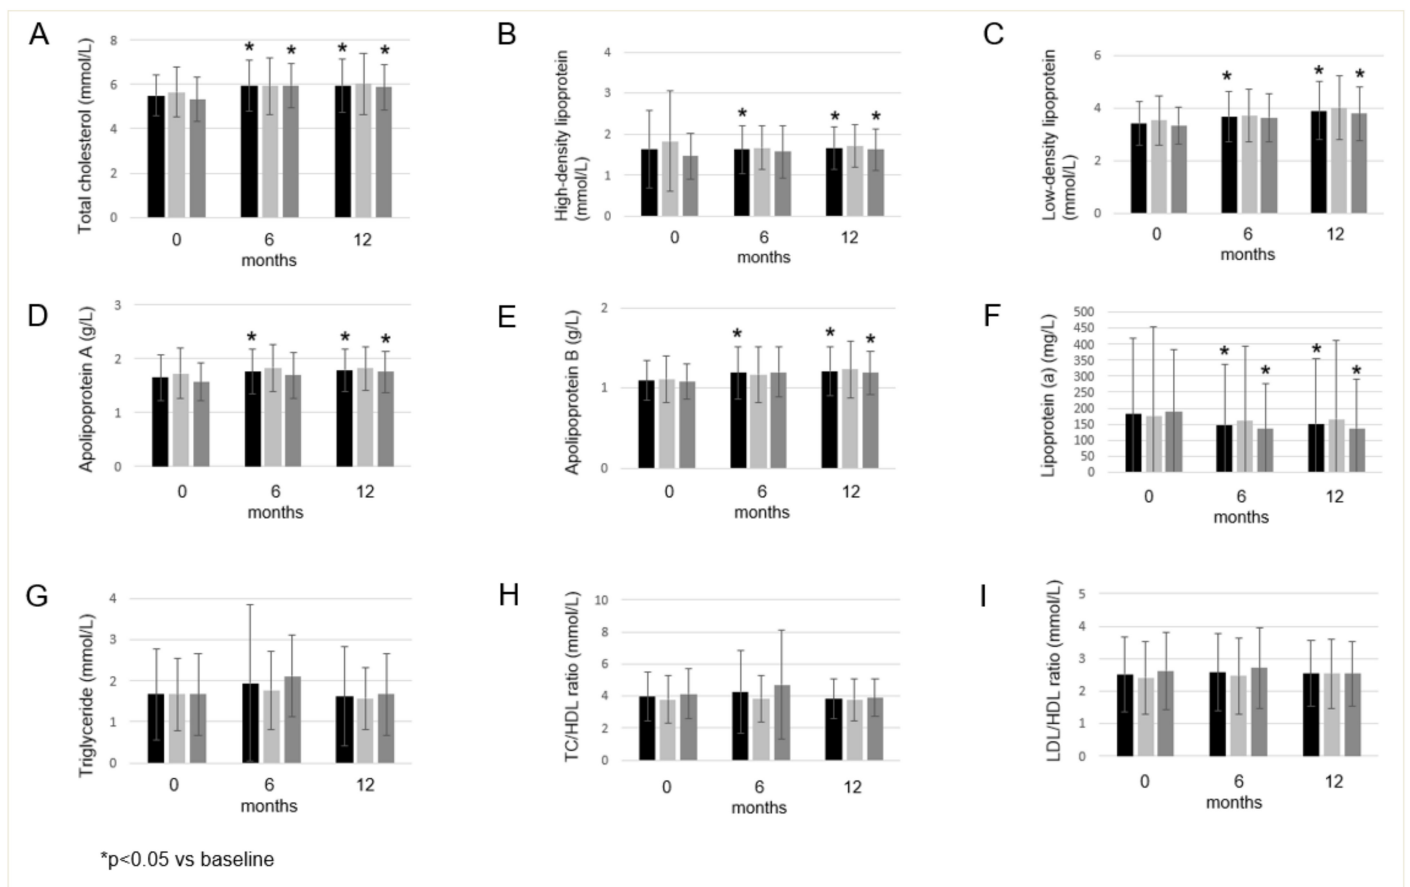 A
Total cholesterol (mmol/L)
8
6
4
2
0
* * * *
0 6 12
months
B
High-density lipoprotein
(mmol/L)
4
3
2
1
0
* * *
0 6 12
months
C
Low-density lipoprotein
(mmol/L)
6
4
2
0
* * *
0 6 12
months
D
Apolipoprotein A (g/L)
3
2
1
0
* * *
0 6 12
months
E
Apolipoprotein B (g/L)
2
1
0
* * *
0 6 12
months
F
Lipoprotein (a) (mg/L)
500
450
400
350
300
250
200
150
100
50
0
* * * *
0 6 12
months
G
Triglyceride (mmol/L)
4
3
2
1
0
0 6 12
months
H
TC/HDL ratio (mmol/L)
10
8
6
4
2
0
0 6 12
months
I
LDL/HDL ratio (mmol/L)
5
4
3
2
1
0
0 6 12
months
*p<0.05 vs baseline